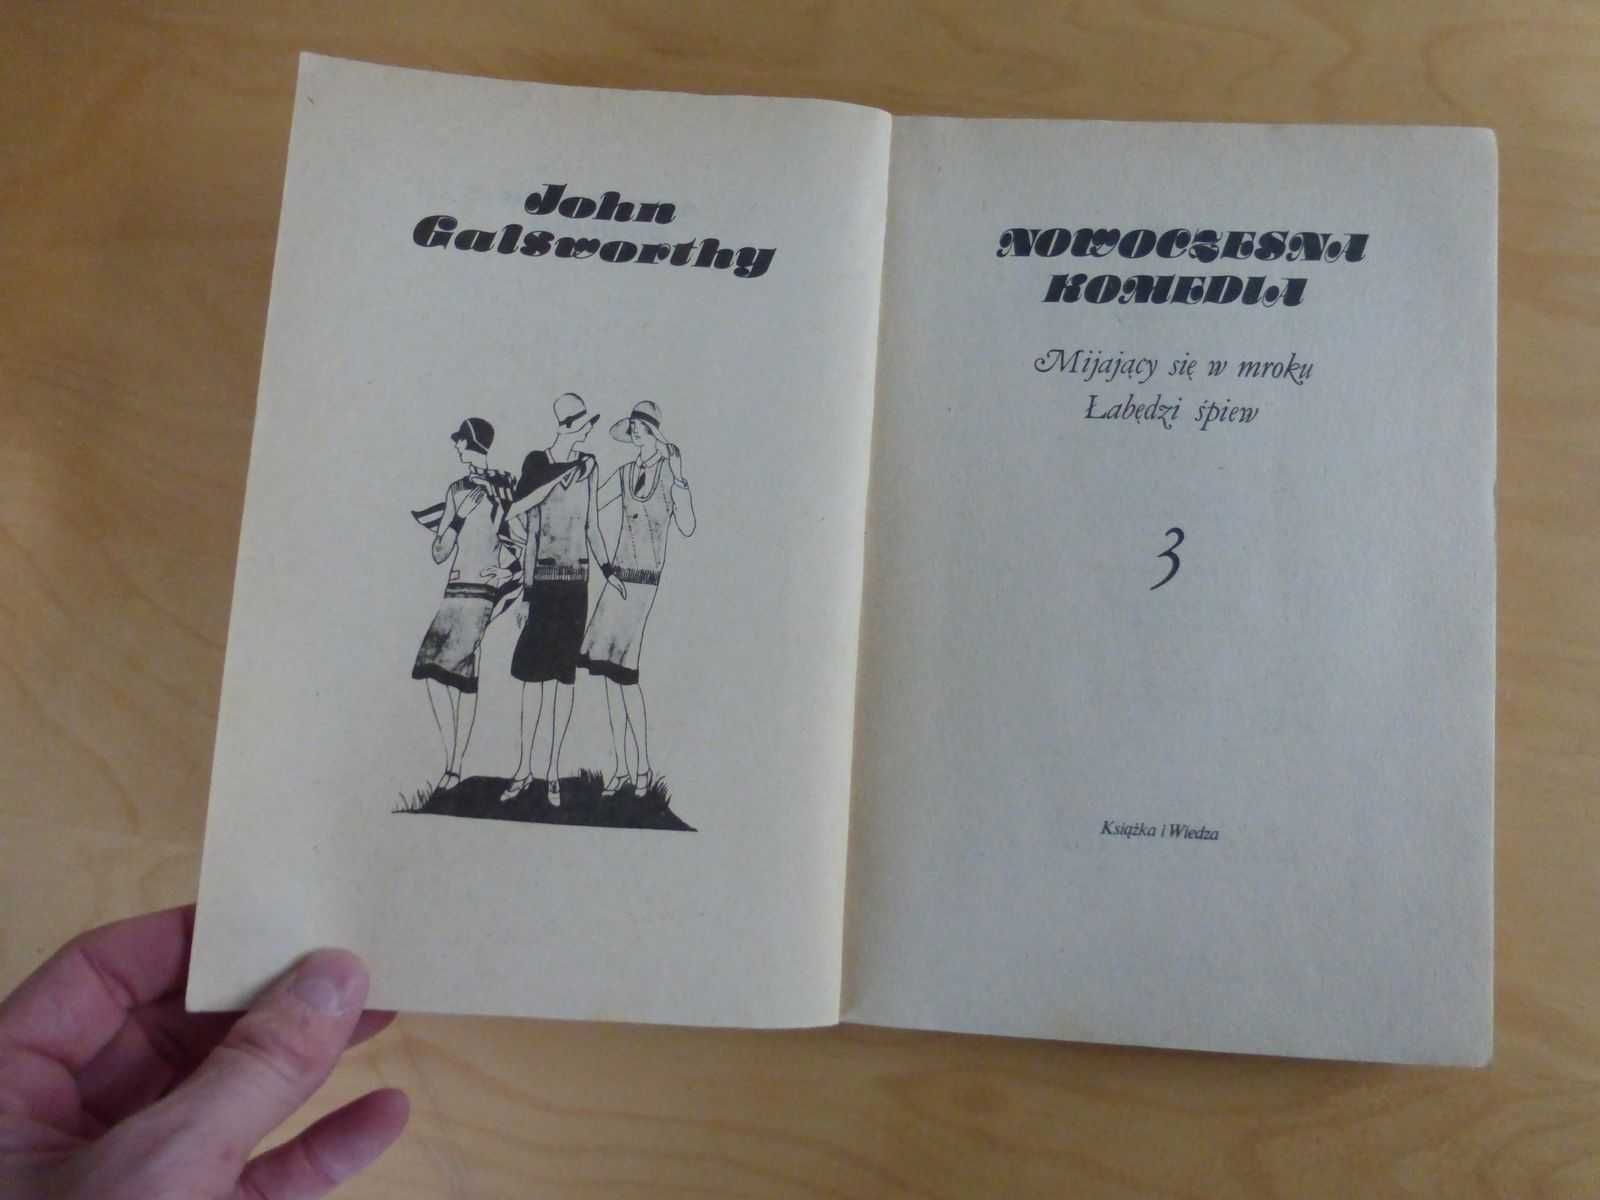 John
Galsworthy
NOWOCZESNA
KOMEDIA
Mijający się w mroku
Łabędzi śpiew
3
Książka i Wiedza